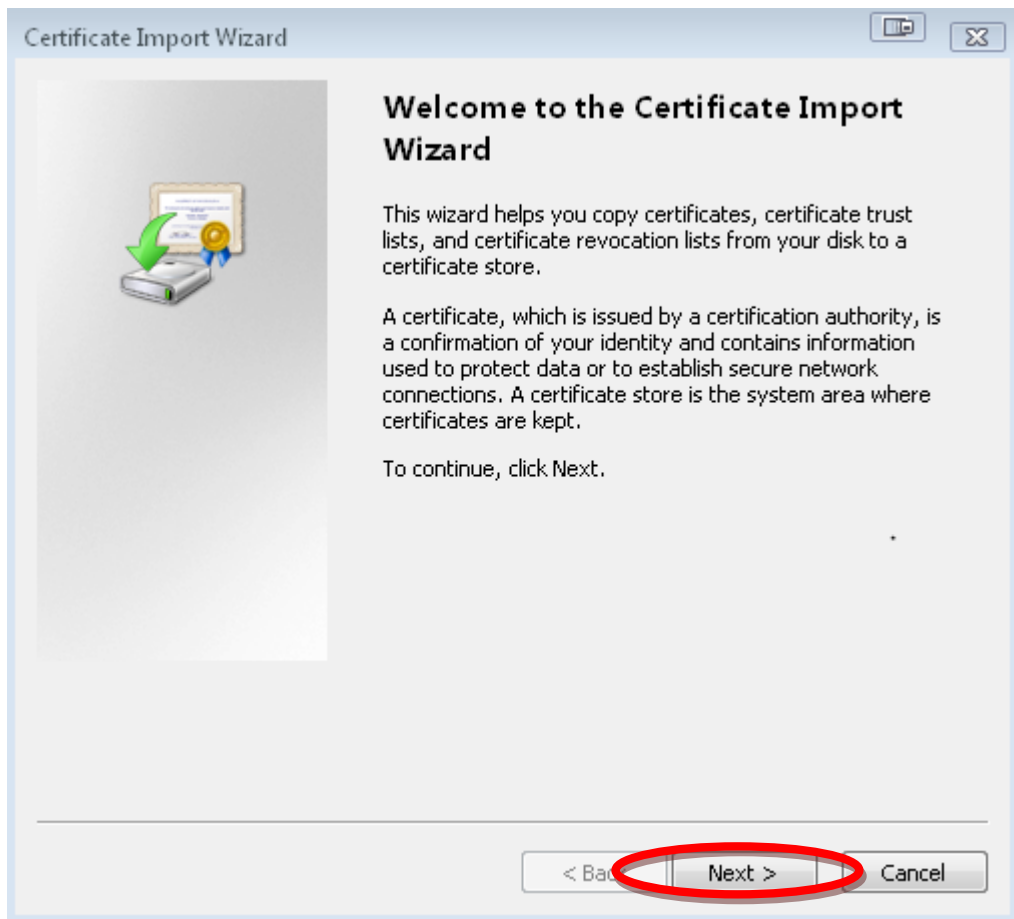 Certificate Import Wizard
Welcome to the Certificate Import
Wizard
This wizard helps you copy certificates, certificate trust
lists, and certificate revocation lists from your disk to a
certificate store.
A certificate, which is issued by a certification authority, is
a confirmation of your identity and contains information
used to protect data or to establish secure network
connections. A certificate store is the system area where
certificates are kept.
To continue, click Next.
< Bac Next > Cancel